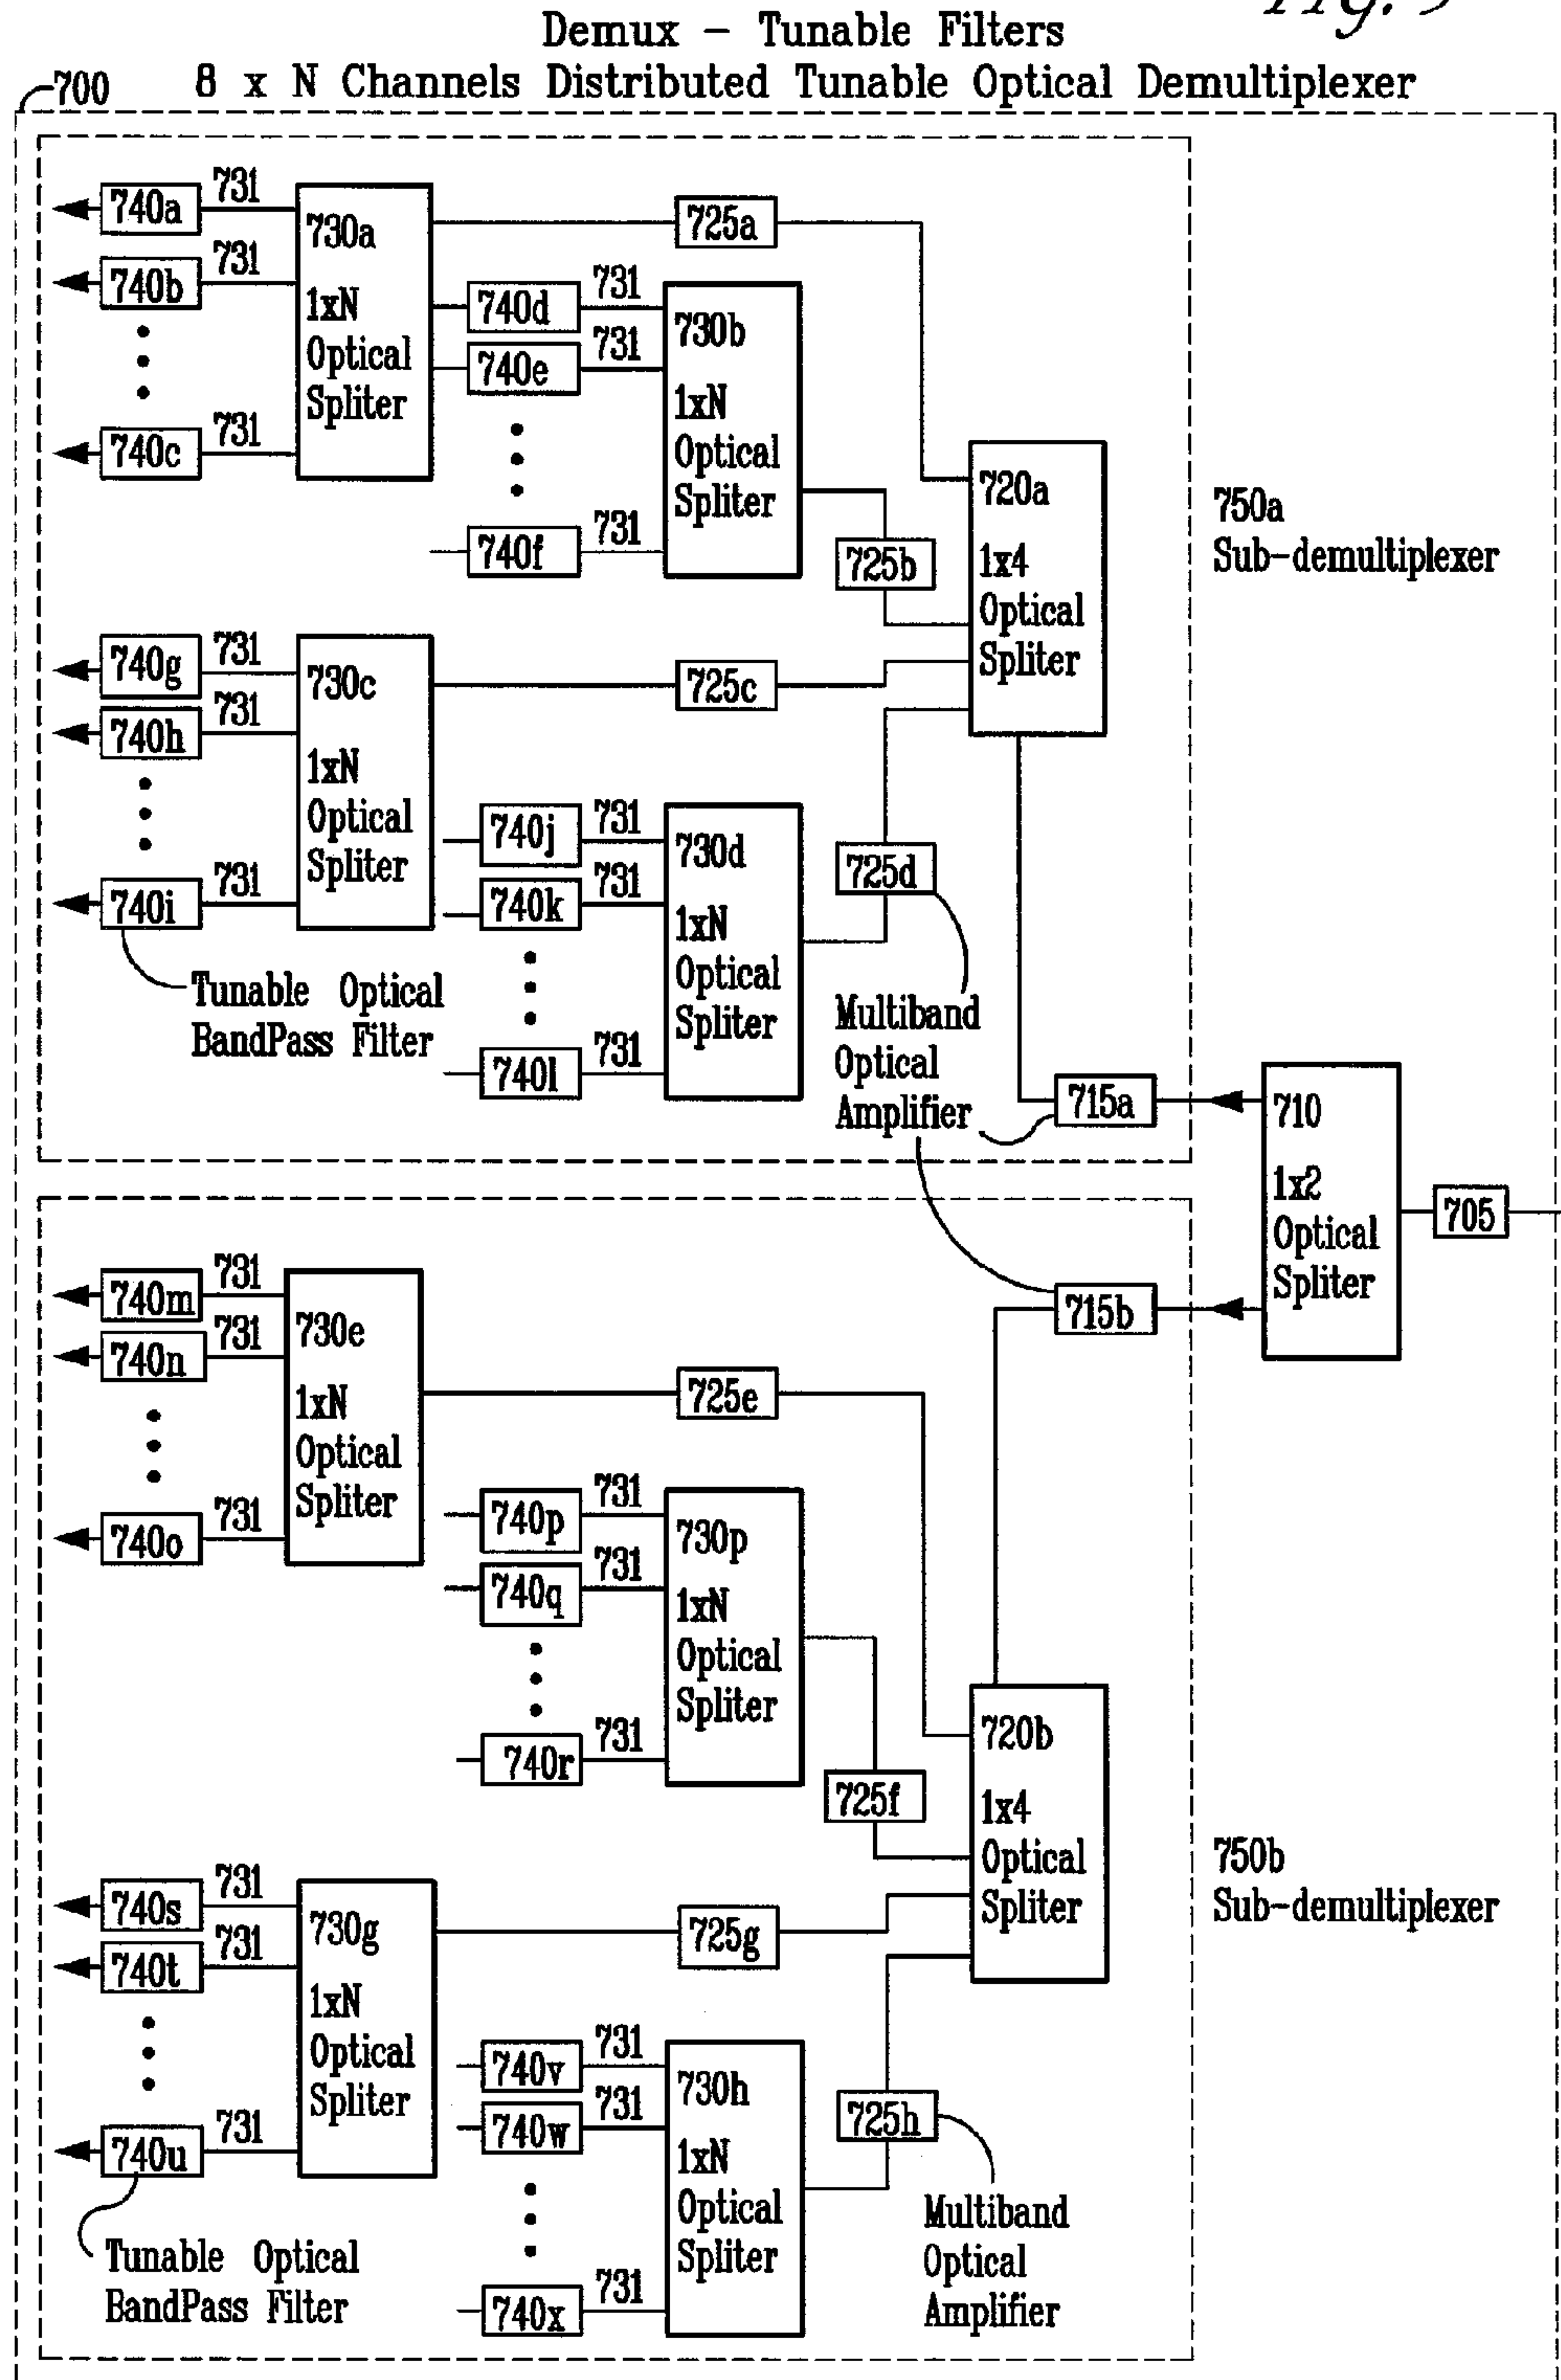 Fig.
Demux - Tunable Filters
8 x N Channels Distributed Tunable Optical Demultiplexer
700
740a
731
740b
731
740c
731
730a
1xN
Optical
Spliter
725a
740d
731
740e
731
740f
731
730b
1xN
Optical
Spliter
725b
720a
1x4
Optical
Spliter
750a
Sub-demultiplexer
740g
731
740h
731
740i
731
730c
1xN
Optical
Spliter
725c
740j
731
740k
731
740l
731
730d
1xN
Optical
Spliter
725d
Tunable Optical
BandPass Filter
Multiband
Optical
Amplifier
715a
710
1x2
Optical
Spliter
705
715b
740m
731
740n
731
740o
731
730e
1xN
Optical
Spliter
725e
740p
731
740q
731
740r
731
730p
1xN
Optical
Spliter
725f
720b
1x4
Optical
Spliter
750b
Sub-demultiplexer
740s
731
740t
731
740u
731
730g
1xN
Optical
Spliter
725g
740v
731
740w
731
740x
731
730h
1xN
Optical
Spliter
725h
Tunable Optical
BandPass Filter
Multiband
Optical
Amplifier